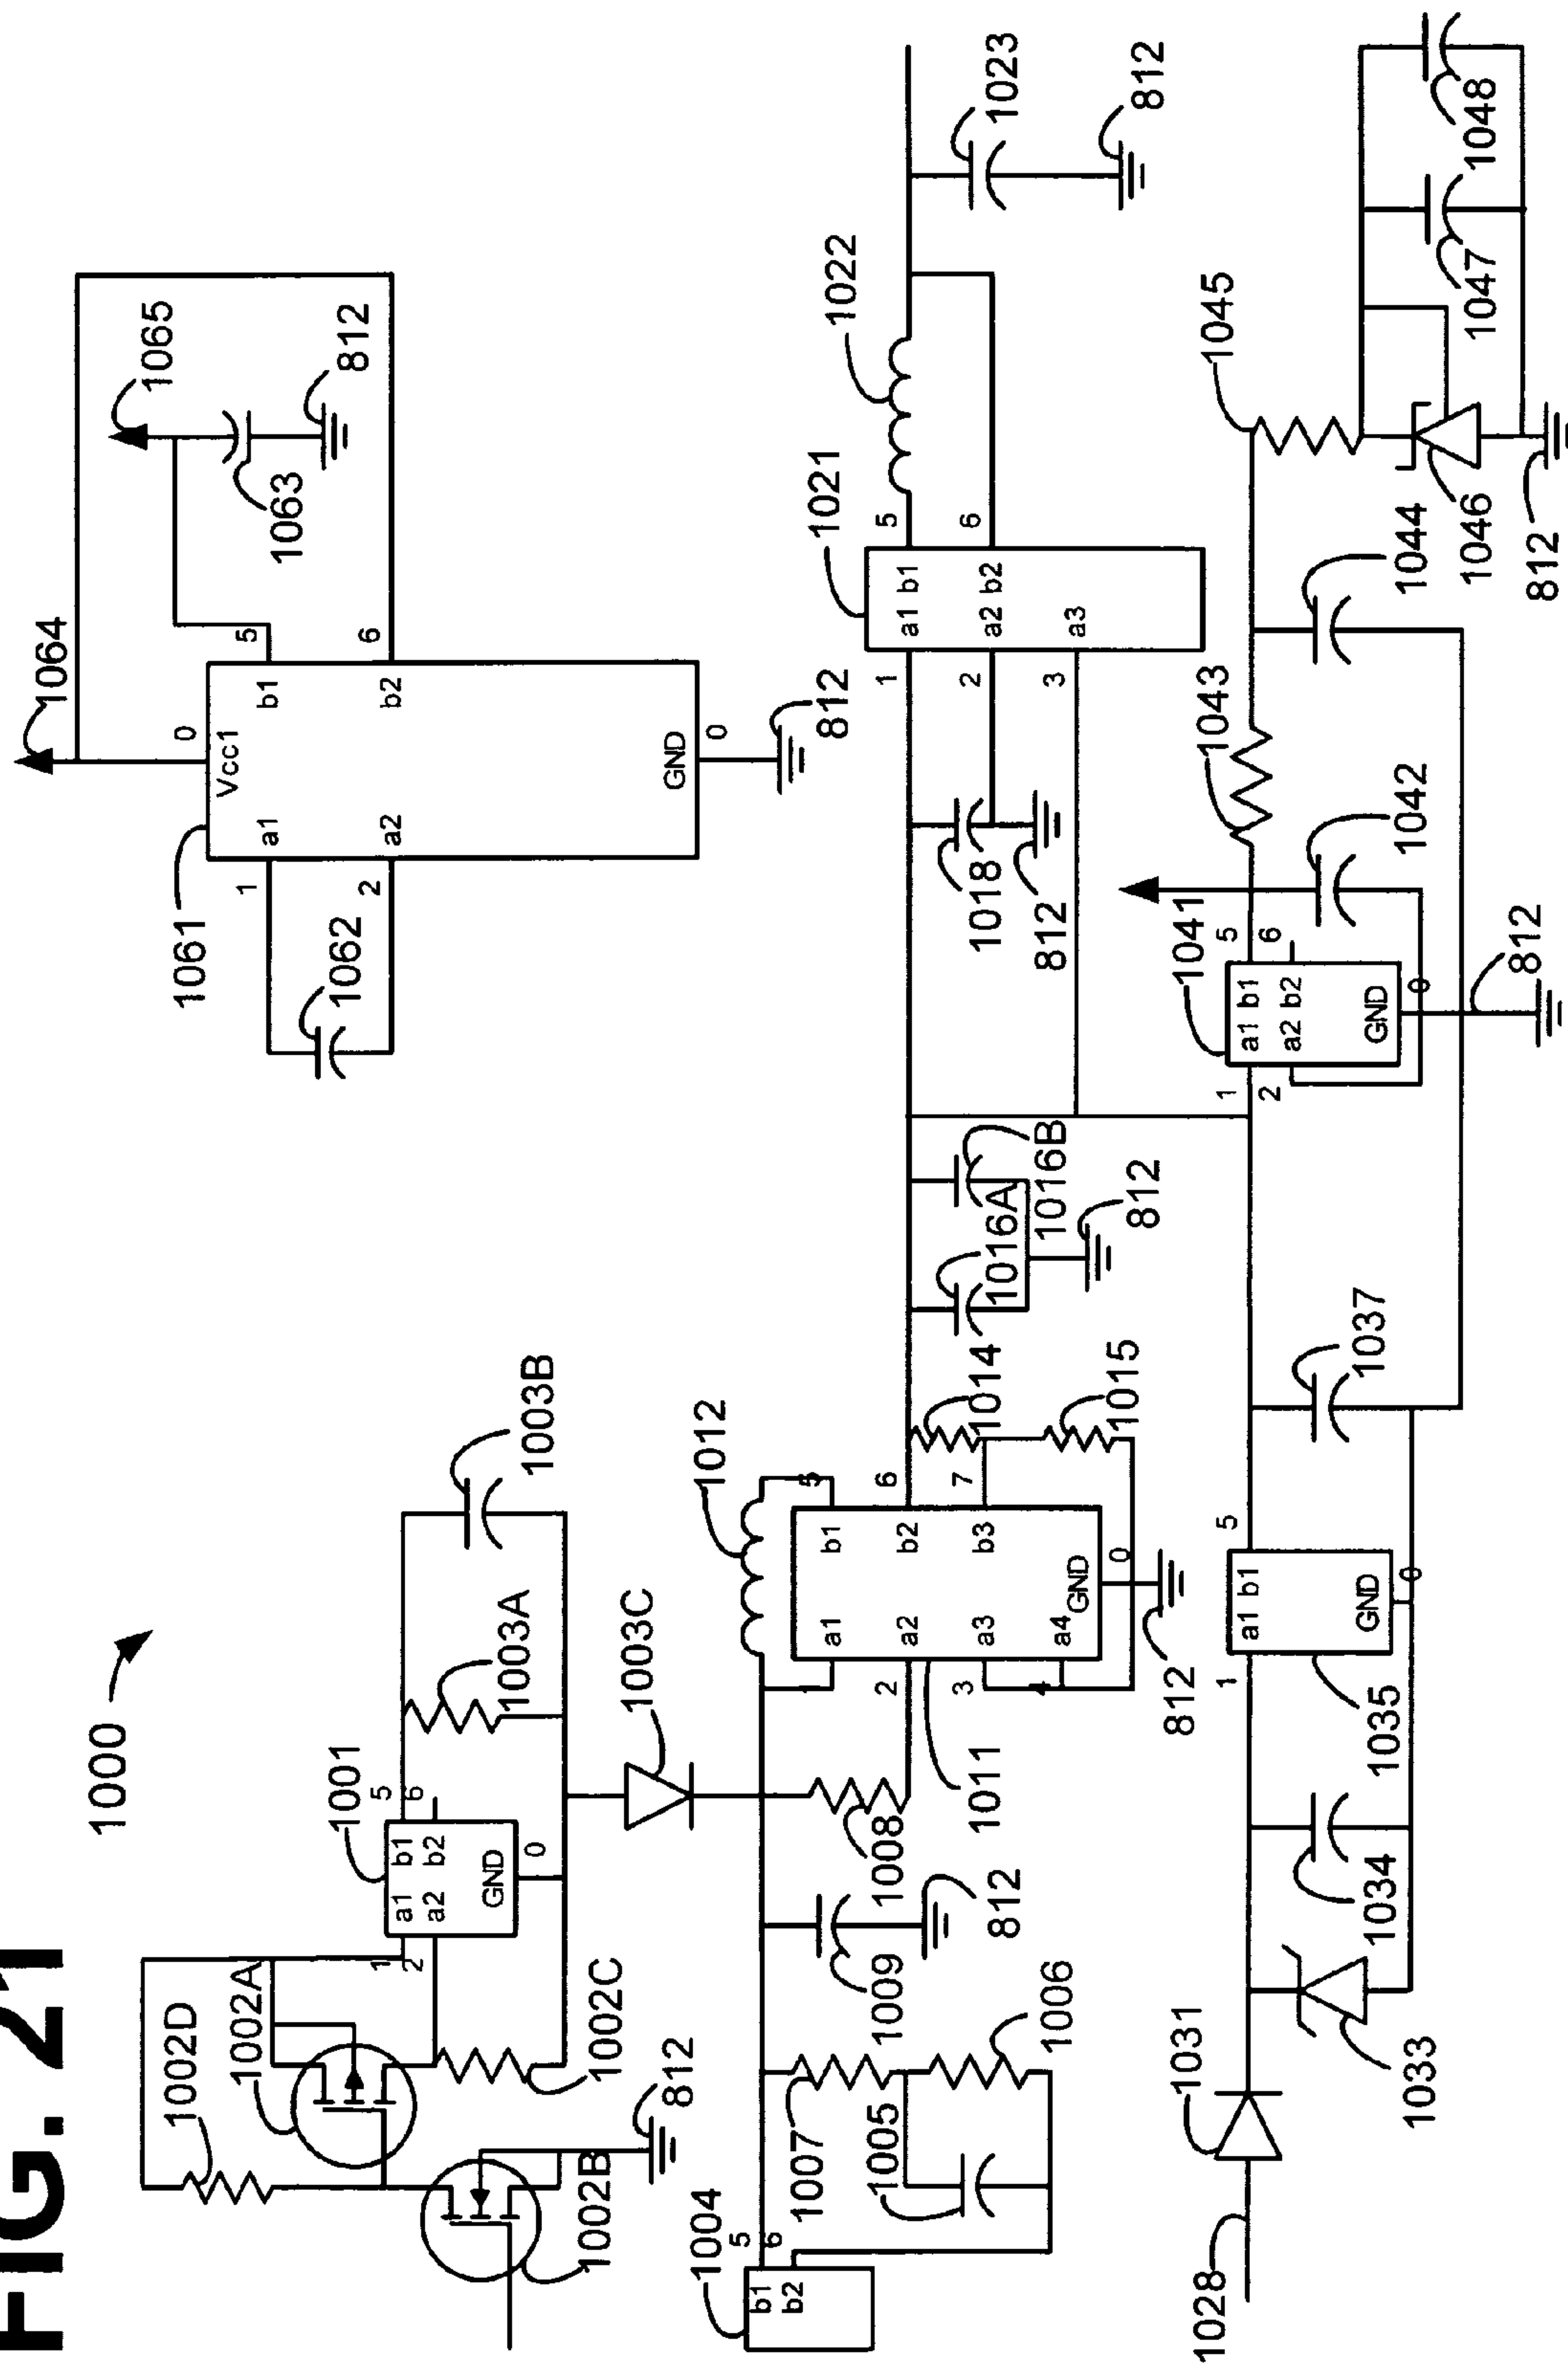 FIG. 21
1000
1002D
1002A
1002B
1002C
812
1001
a1 b1
a2 b2
GND
1
2
5
6
0
1003A
1003B
1003C
1004
b1
b2
5
6
1007
1005
1006
1009
812
1008
1011
1012
a1
b1
a2
b2
a3
b3
a4
GND
2
3
4
5
6
7
0
812
1014
1015
1016A
1016B
812
1018
812
1021
a1 b1
a2 b2
a3
1
2
3
5
6
1022
1023
812
1028
1031
1033
1034
1035
a1 b1
GND
1
5
0
1037
1041
a1 b1
a2 b2
GND
1
2
5
6
0
812
1042
1043
1044
1045
1046
812
1047
1048
1061
Vcc1
a1
b1
a2
b2
GND
0
1
2
5
6
0
812
1062
1063
812
1064
1065